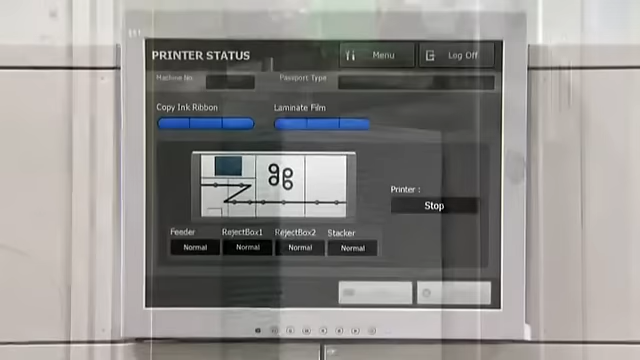 PRINTER STATUS
Menu
Log Off
Machine No.
Passport Type
Copy Ink Ribbon
Laminate Film
Printer :
Stop
Feeder
RejectBox1
RejectBox2
Stacker
Normal
Normal
Normal
Normal